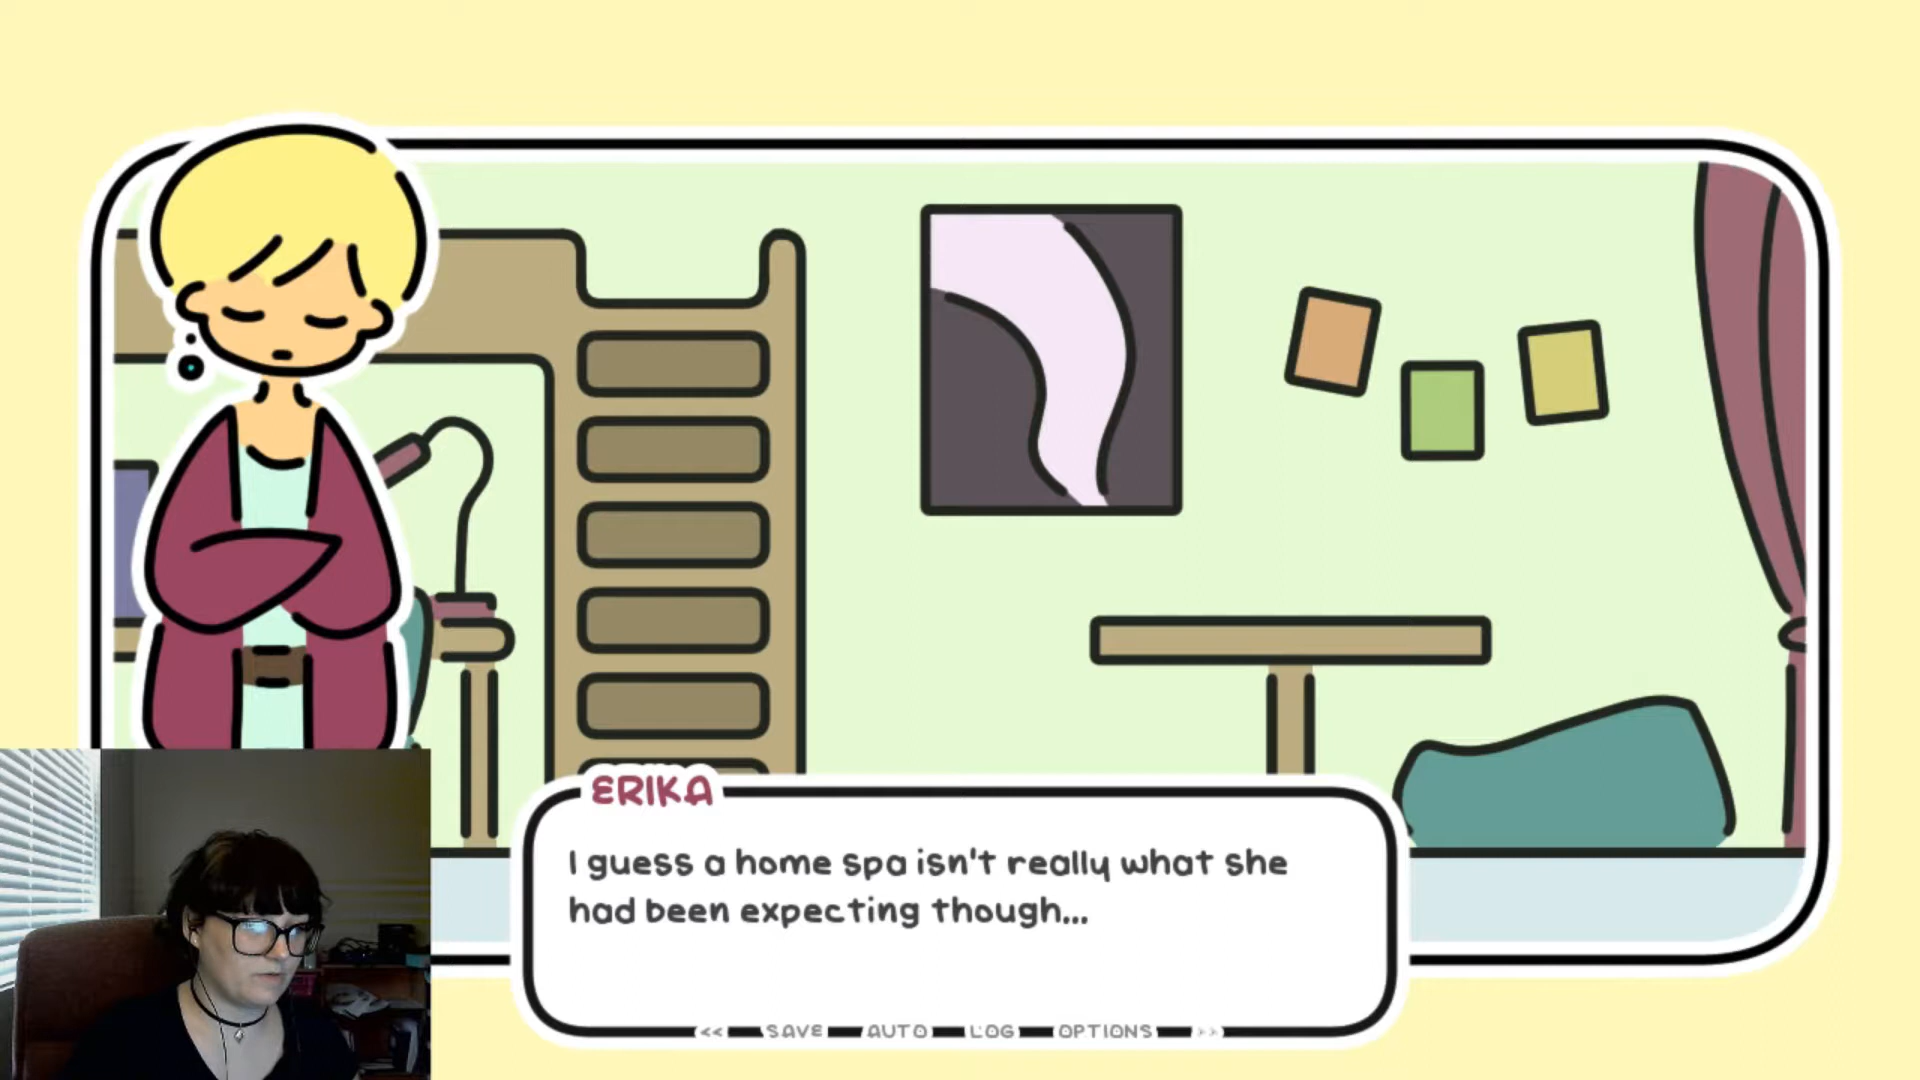 ERIKA
I guess a home spa isn't really what she
had been expecting though...
<< SAVE AUTO LOG OPTIONS >>